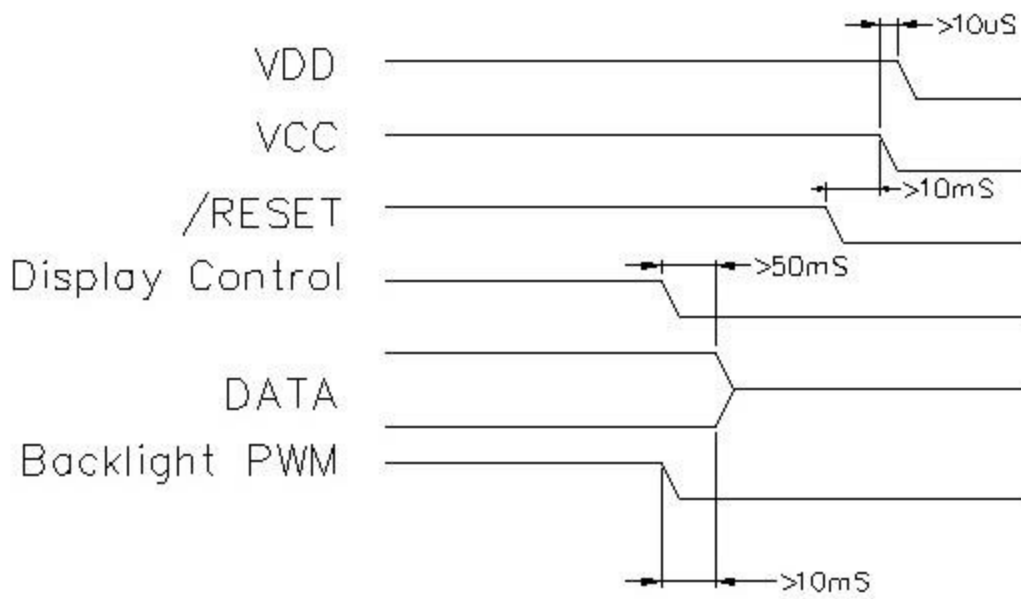 >10uS
VDD
VCC
>10mS
/RESET
>50mS
Display Control
DATA
Backlight PWM
>10mS